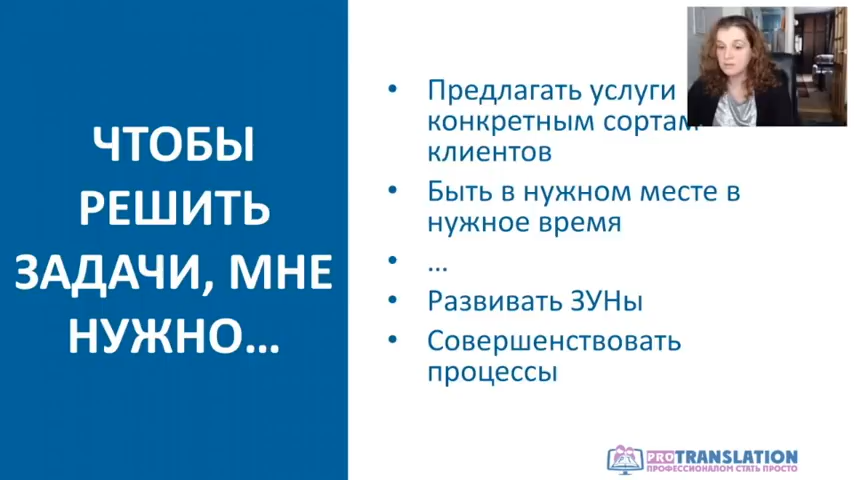 ЧТОБЫ
РЕШИТЬ
ЗАДАЧИ, МНЕ
НУЖНО...
• Предлагать услуги
конкретным сортам
клиентов
• Быть в нужном месте в
нужное время
• ...
• Развивать ЗУНы
• Совершенствовать
процессы
PROTRANSLATION
ПРОФЕССИОНАЛОМ СТАТЬ ПРОСТО